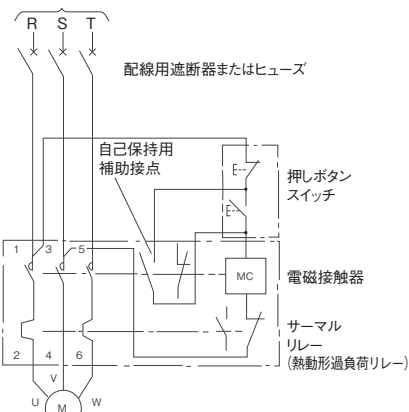 R S T
配線用遮断器またはヒューズ
自己保持用
補助接点
押しボタン
スイッチ
1 3 5
MC
電磁接触器
サーマル
リレー
(熱動形過負荷リレー)
2 4 6
V
U W
M